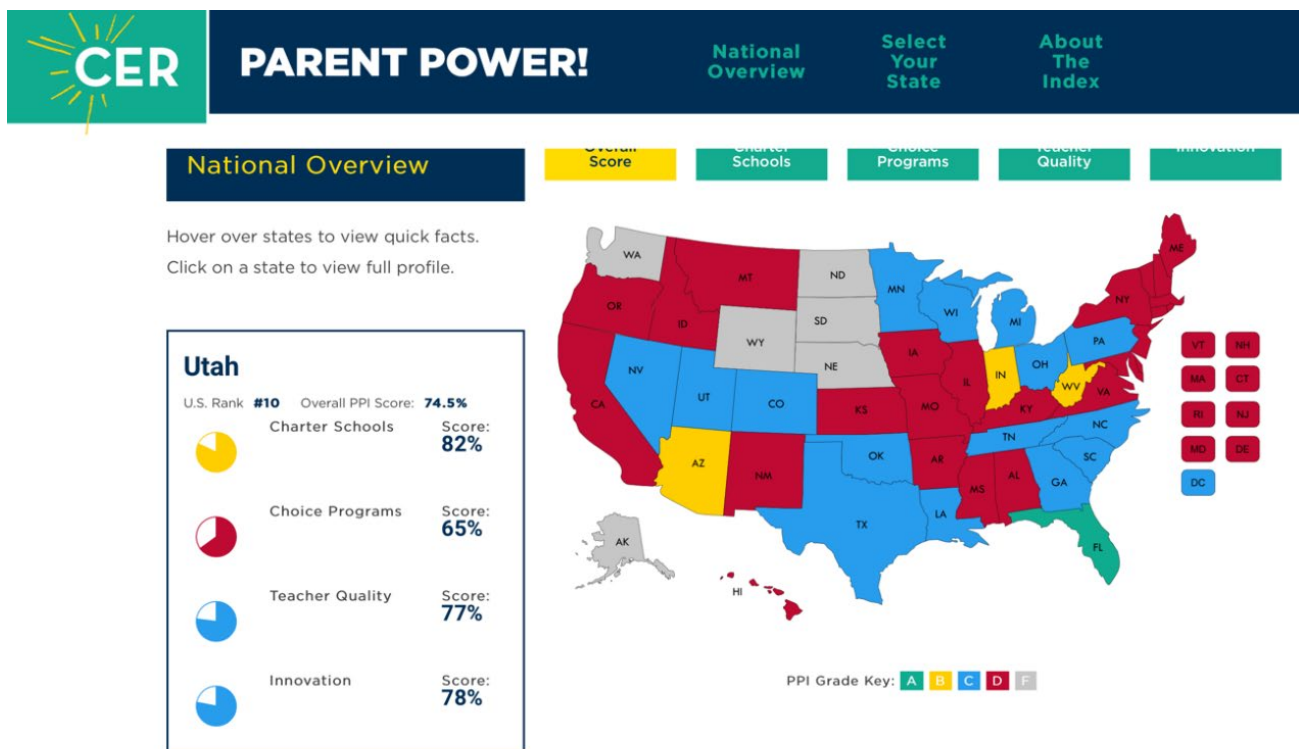 CER
PARENT POWER!
National
Overview
Select
Your
State
About
The
Index
National Overview
Overall
Score
Charter
Schools
Choice
Programs
Teacher
Quality
Innovation
Hover over states to view quick facts.
Click on a state to view full profile.
Utah
U.S. Rank #10 Overall PPI Score: 74.5%
Charter Schools Score:
82%
Choice Programs Score:
65%
Teacher Quality Score:
77%
Innovation Score:
78%
WA
MT
ND
MN
ME
OR
ID
SD
WI
MI
NY
WY
IA
PA
NE
NV
UT
CO
IL
IN
OH
WV
VA
CA
KS
MO
KY
NC
TN
AZ
NM
OK
AR
SC
MS
AL
GA
TX
LA
FL
AK
HI
VT NH
MA CT
RI NJ
MD DE
DC
PPI Grade Key: A B C D F